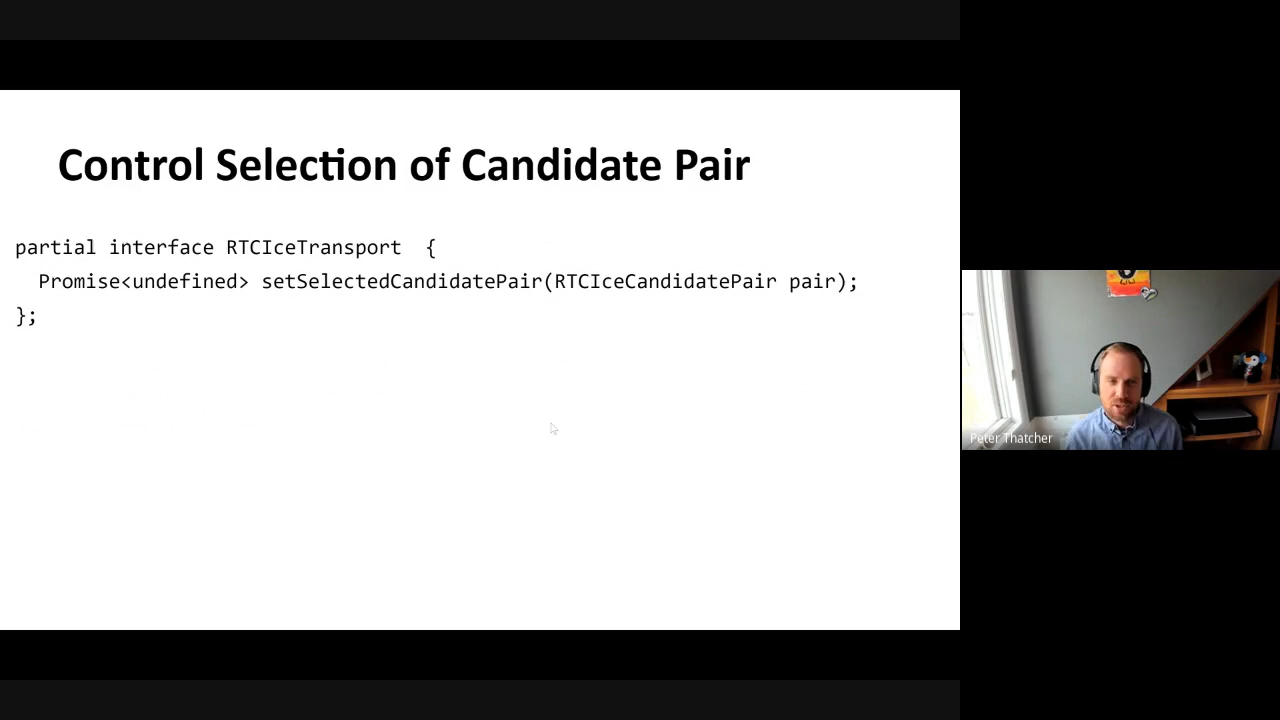 Control Selection of Candidate Pair
partial interface RTCIceTransport {
Promise<undefined> setSelectedCandidatePair(RTCIceCandidatePair pair);
};
Peter Thatcher